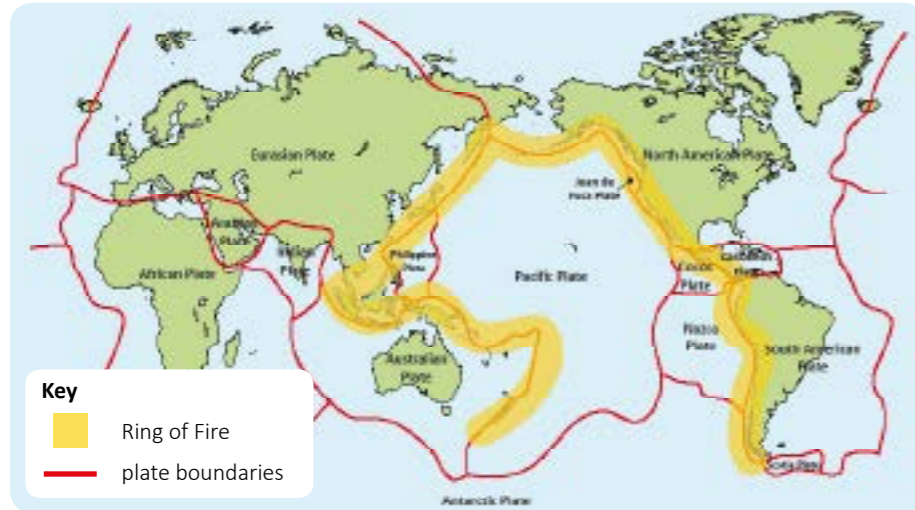 Eurasian Plate
North American Plate
Juan de
Fuca Plate
Arabian
Plate
Indian
Plate
Philippine
Plate
Caribbean
Plate
African Plate
Pacific Plate
Cocos
Plate
Nazca
Plate
South American
Plate
Australian
Plate
Key
Ring of Fire
plate boundaries
Scotia Plate
Antarctic Plate